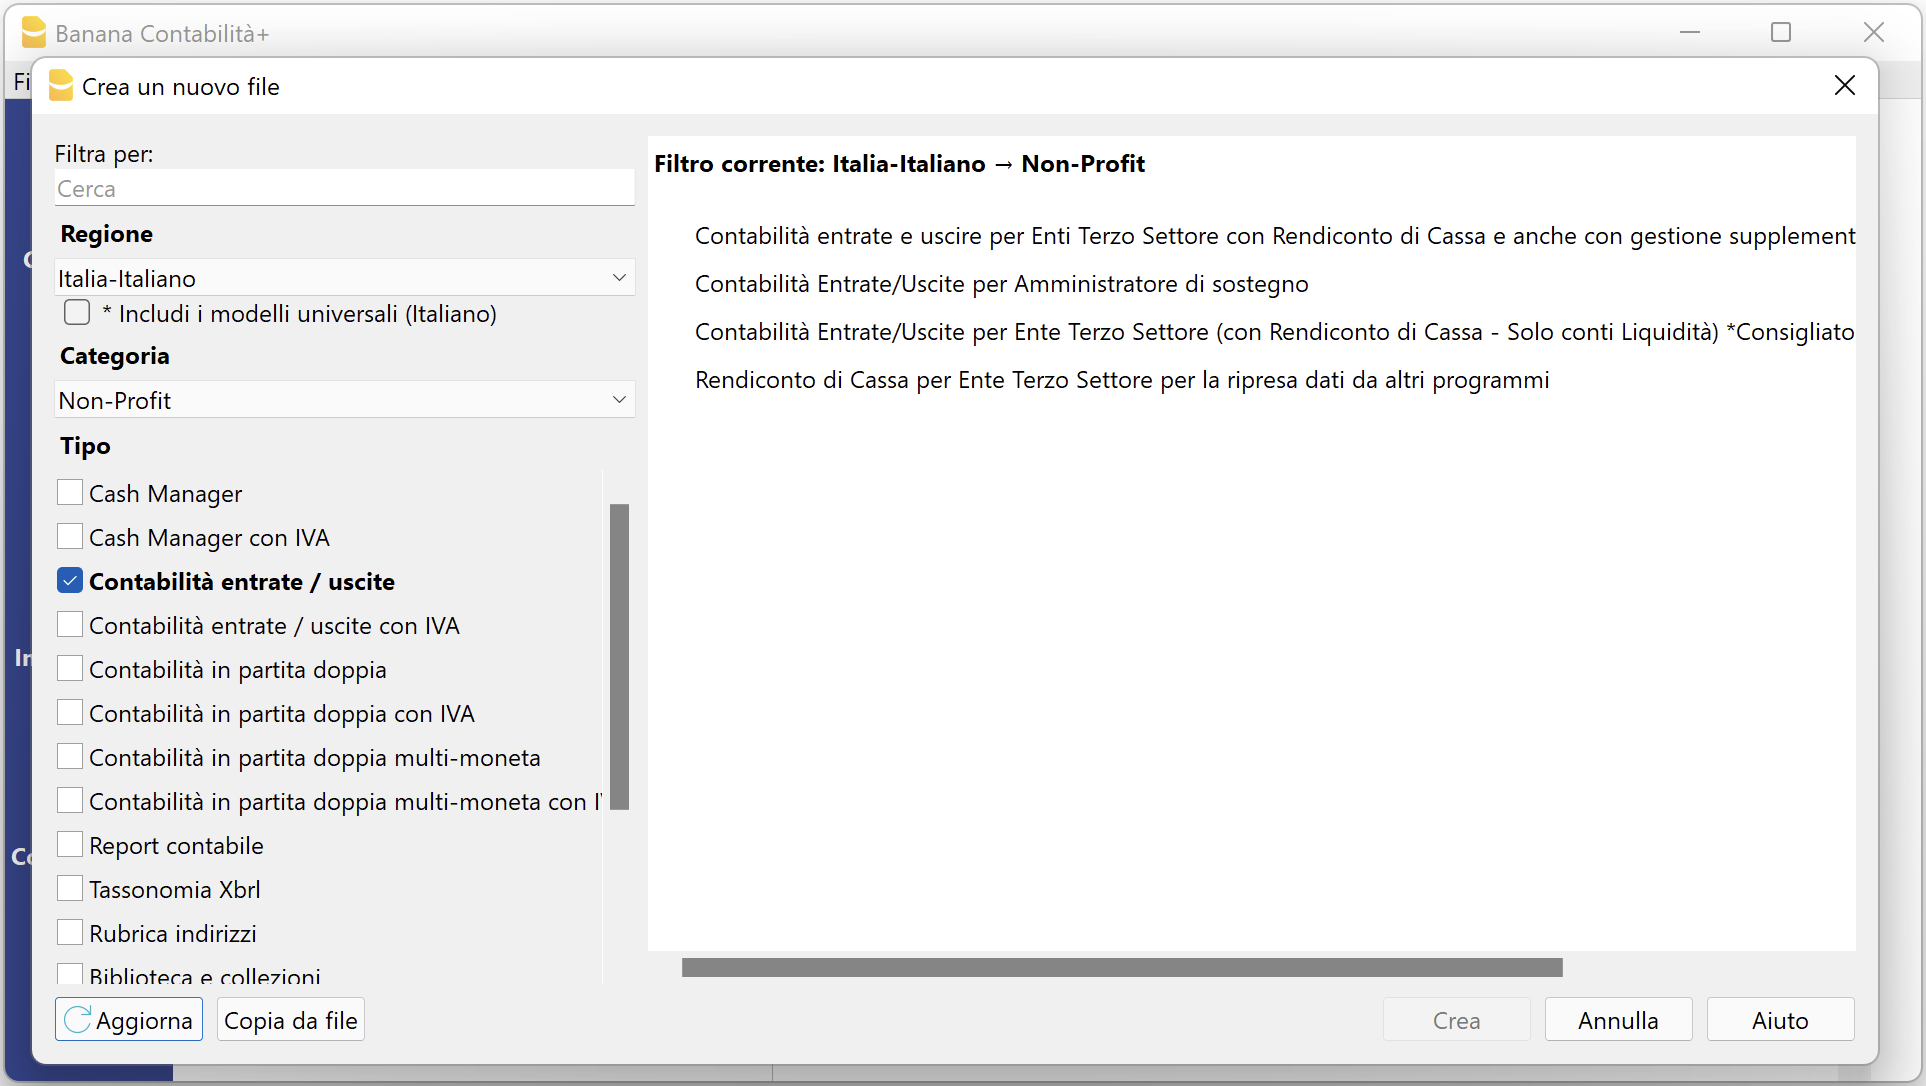 Banana Contabilità+
Fi
Crea un nuovo file
Filtra per:
Cerca
Regione
Italia-Italiano
* Includi i modelli universali (Italiano)
Categoria
Non-Profit
Tipo
Cash Manager
Cash Manager con IVA
Contabilità entrate / uscite
Contabilità entrate / uscite con IVA
Contabilità in partita doppia
Contabilità in partita doppia con IVA
Contabilità in partita doppia multi-moneta
Contabilità in partita doppia multi-moneta con
Report contabile
Tassonomia Xbrl
Rubrica indirizzi
Biblioteca e collezioni
Aggiorna
Copia da file
Filtro corrente: Italia-Italiano → Non-Profit
Contabilità entrate e uscire per Enti Terzo Settore con Rendiconto di Cassa e anche con gestione supplement
Contabilità Entrate/Uscite per Amministratore di sostegno
Contabilità Entrate/Uscite per Ente Terzo Settore (con Rendiconto di Cassa - Solo conti Liquidità) *Consigliato
Rendiconto di Cassa per Ente Terzo Settore per la ripresa dati da altri programmi
Crea
Annulla
Aiuto